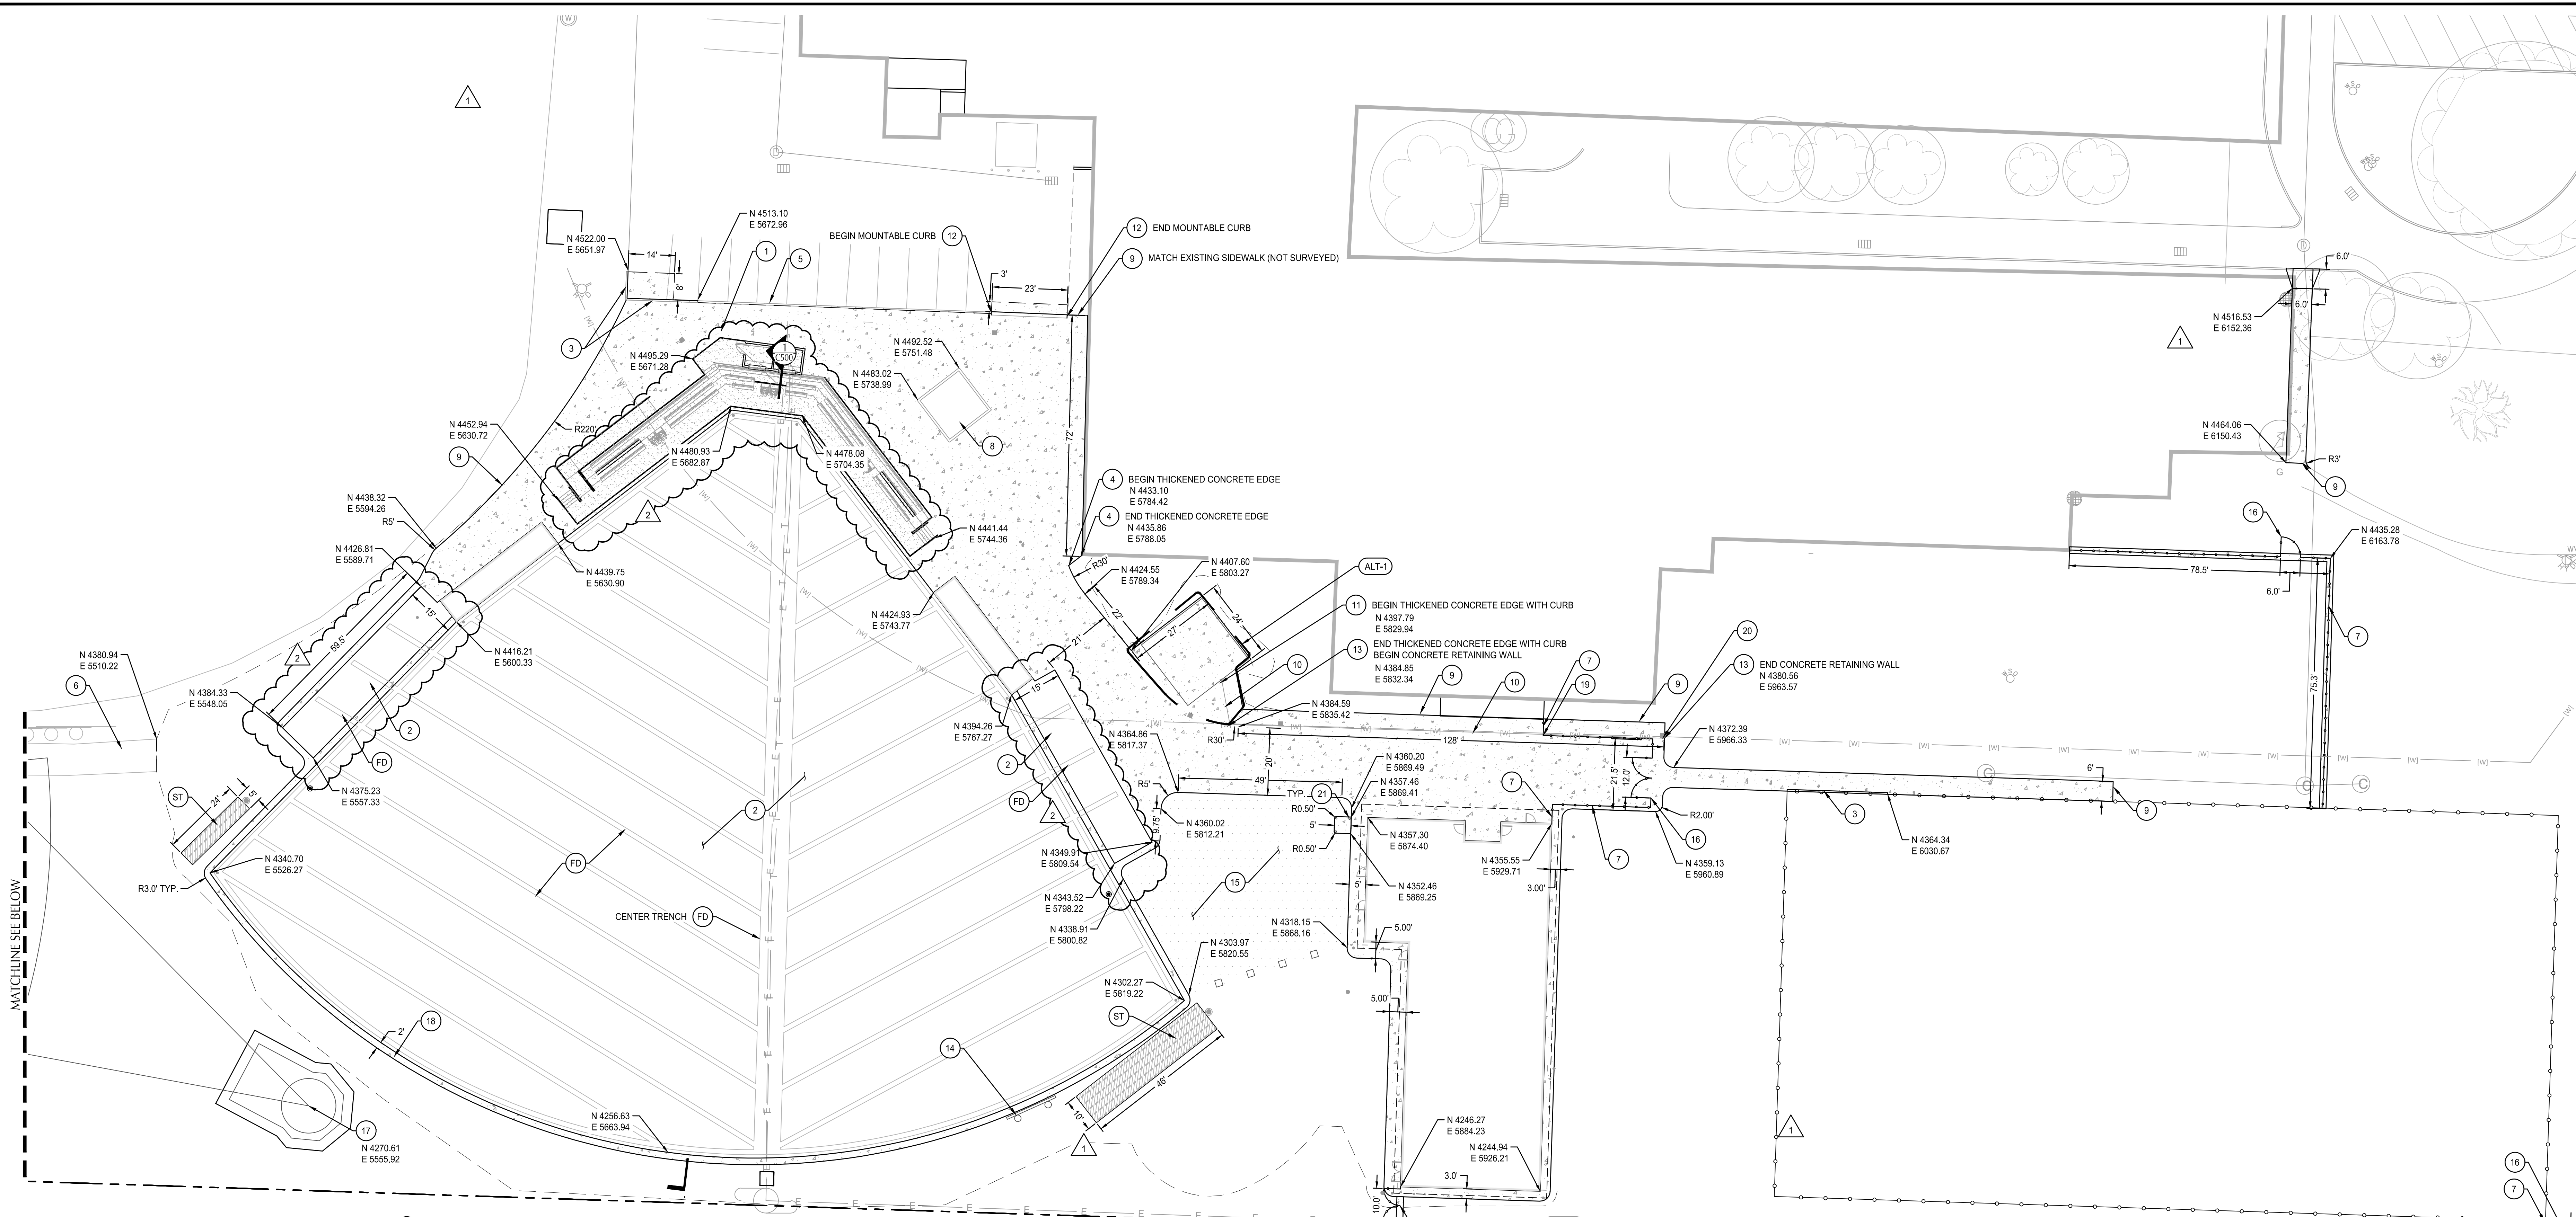 W
1
D
N 4513.10
E 5672.96
BEGIN MOUNTABLE CURB
12
12
END MOUNTABLE CURB
N 4522.00
E 5651.97
14'
8'
1
5
3'
23'
9
MATCH EXISTING SIDEWALK (NOT SURVEYED)
D
6.0'
6.0'
N 4516.53
E 6152.36
1
3
N 4495.29
E 5671.28
1
C500
N 4492.52
E 5751.48
N 4483.02
E 5738.99
8
72'
N 4452.94
E 5630.72
R220'
9
N 4480.93
E 5682.87
N 4478.08
E 5704.35
N 4464.06
E 6150.43
R3'
G
9
4
BEGIN THICKENED CONCRETE EDGE
N 4433.10
E 5784.42
4
END THICKENED CONCRETE EDGE
N 4435.86
E 5788.05
N 4438.32
E 5594.26
R5'
2
N 4441.44
E 5744.36
16
N 4435.28
E 6163.78
N 4426.81
E 5589.71
N 4439.75
E 5630.90
R30'
N 4424.55
E 5789.34
N 4407.60
E 5803.27
ALT-1
78.5'
6.0'
15'
59.5'
N 4424.93
E 5743.77
22'
21'
27'
24'
11
BEGIN THICKENED CONCRETE EDGE WITH CURB
N 4397.79
E 5829.94
7
N 4416.21
E 5600.33
2
13
END THICKENED CONCRETE EDGE WITH CURB
BEGIN CONCRETE RETAINING WALL
N 4384.85
E 5832.34
10
20
N 4380.94
E 5510.22
6
N 4384.33
E 5548.05
15'
9
7
10
19
9
13
END CONCRETE RETAINING WALL
N 4380.56
E 5963.57
75.3'
N 4394.26
E 5767.27
N 4384.59
E 5835.42
2
FD
N 4364.86
E 5817.37
R30'
128'
20'
N 4372.39
E 5966.33
2
N 4360.20
E 5869.49
21.5'
12.0'
6'
49'
N 4357.46
E 5869.41
7
ST
24'
5'
N 4375.23
E 5557.33
R5'
TYP.
21
FD
2
2
R0.50'
5'
9.75'
N 4360.02
E 5812.21
R2.00'
3
9
16
N 4357.30
E 5874.40
N 4364.34
E 6030.67
R0.50'
N 4340.70
E 5526.27
N 4349.91
E 5809.54
N 4355.55
E 5929.71
7
N 4359.13
E 5960.89
R3.0' TYP.
FD
15
5'
N 4352.46
E 5869.25
3.00'
MATCHLINE SEE BELOW
N 4343.52
E 5798.22
CENTER TRENCH
FD
N 4338.91
E 5800.82
N 4318.15
E 5868.16
5.00'
N 4303.97
E 5820.55
N 4302.27
E 5819.22
5.00'
ST
2'
18
14
46'
10'
N 4256.63
E 5663.94
17
N 4270.61
E 5555.92
1
N 4246.27
E 5884.23
N 4244.94
E 5926.21
1
3.0'
10.0'
16
7